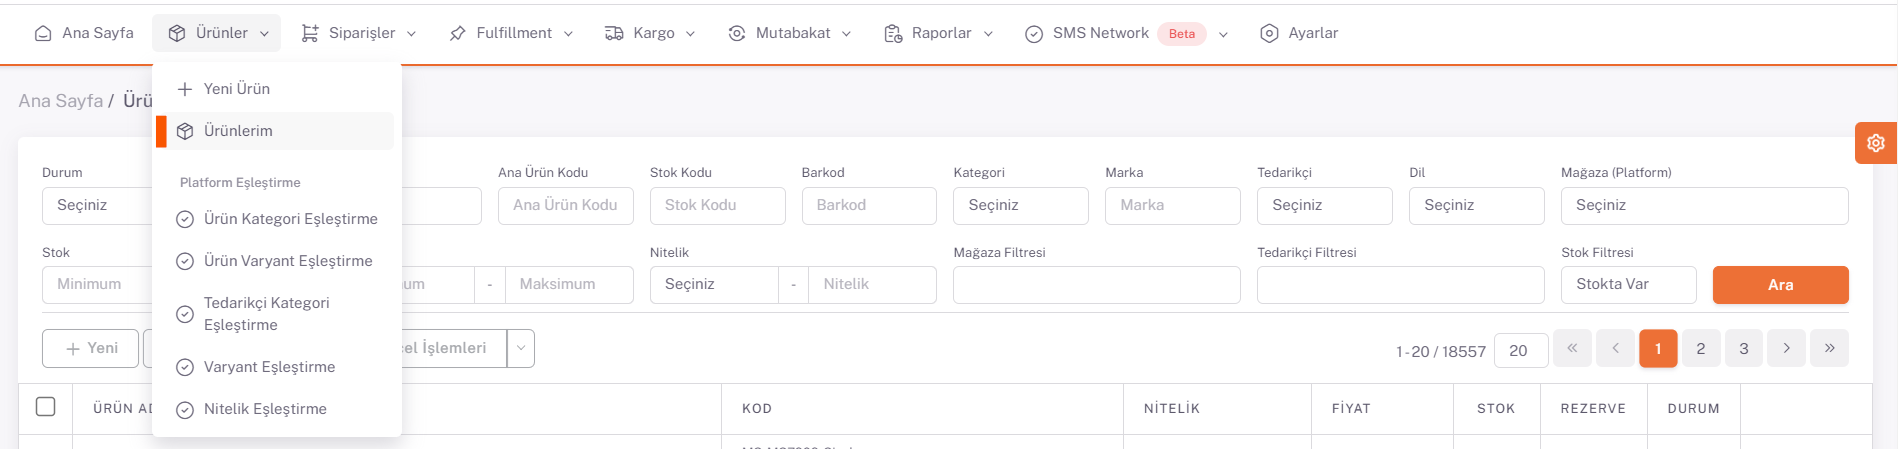 Ana Sayfa
Ürünler
Siparişler
Fulfillment
Kargo
Mutabakat
Raporlar
SMS Network
Beta
Ayarlar
Yeni Ürün
Ürünlerim
Platform Eşleştirme
Ürün Kategori Eşleştirme
Ürün Varyant Eşleştirme
Tedarikçi Kategori
Eşleştirme
Varyant Eşleştirme
Nitelik Eşleştirme
Ana Sayfa /
Durum
Ana Ürün Kodu
Stok Kodu
Barkod
Kategori
Marka
Tedarikçi
Dil
Mağaza (Platform)
Seçiniz
Ana Ürün Kodu
Stok Kodu
Barkod
Seçiniz
Marka
Seçiniz
Seçiniz
Seçiniz
Stok
Nitelik
Mağaza Filtresi
Tedarikçi Filtresi
Stok Filtresi
Minimum
-
Maksimum
Seçiniz
-
Nitelik
Stokta Var
Ara
+ Yeni
İşlemleri
1 - 20 / 18557
20
«
‹
1
2
3
›
»
ÜRÜN
KOD
NİTELİK
FİYAT
STOK
REZERVE
DURUM